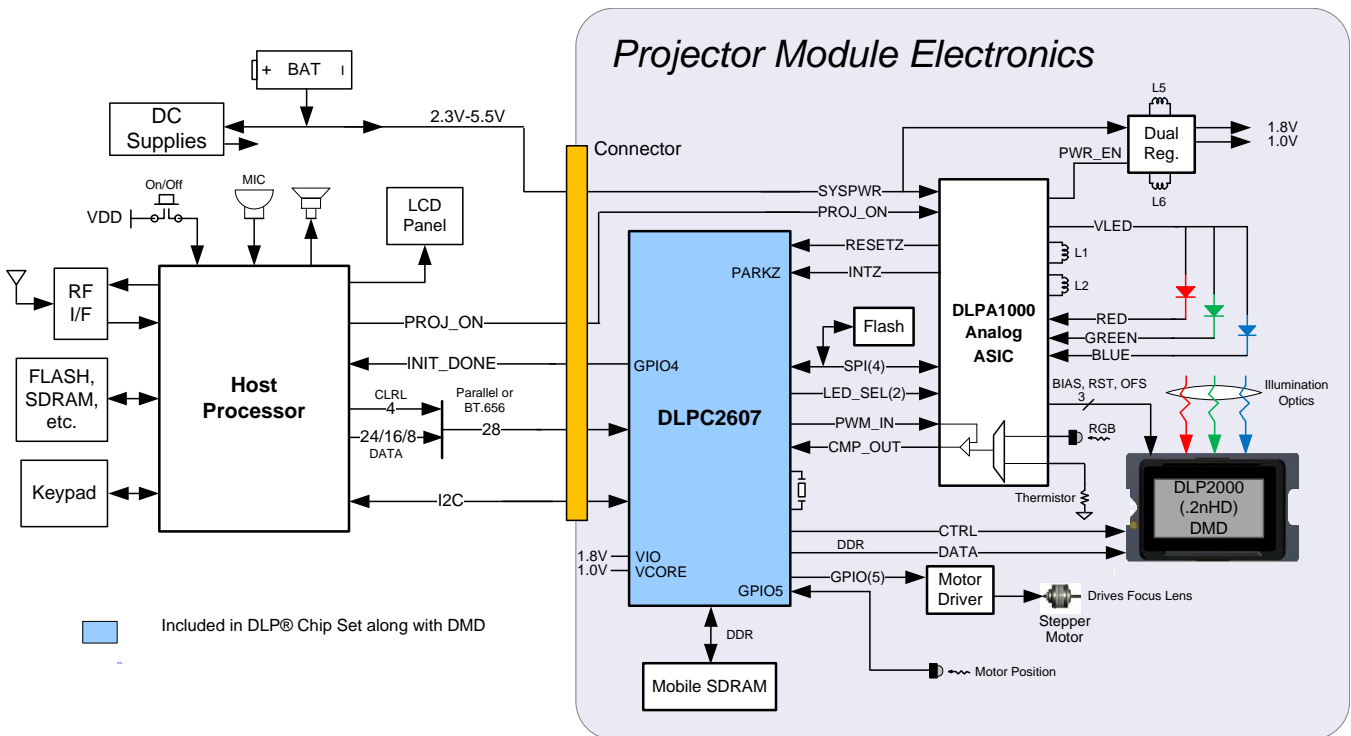 Projector Module Electronics
+ BAT I
DC
Supplies
2.3V-5.5V
Connector
L5
Dual
Reg.
1.8V
1.0V
PWR_EN
L6
On/Off
VDD
MIC
LCD
Panel
SYSPWR
PROJ_ON
RESETZ
PARKZ
INTZ
VLED
L1
L2
RF
I/F
PROJ_ON
Flash
DLPA1000
Analog
ASIC
RED
GREEN
BLUE
INIT_DONE
GPIO4
SPI(4)
FLASH,
SDRAM,
etc.
Host
Processor
CLRL
4
Parallel or
BT.656
28
24/16/8
DATA
DLPC2607
LED_SEL(2)
PWM_IN
CMP_OUT
BIAS, RST, OFS
3
Illumination
Optics
RGB
Thermistor
Keypad
I2C
DLP2000
(.2nHD)
DMD
CTRL
DDR
DATA
1.8V
VIO
1.0V
VCORE
GPIO5
GPIO(5)
Motor
Driver
Drives Focus Lens
Stepper
Motor
Included in DLP® Chip Set along with DMD
DDR
Mobile SDRAM
Motor Position